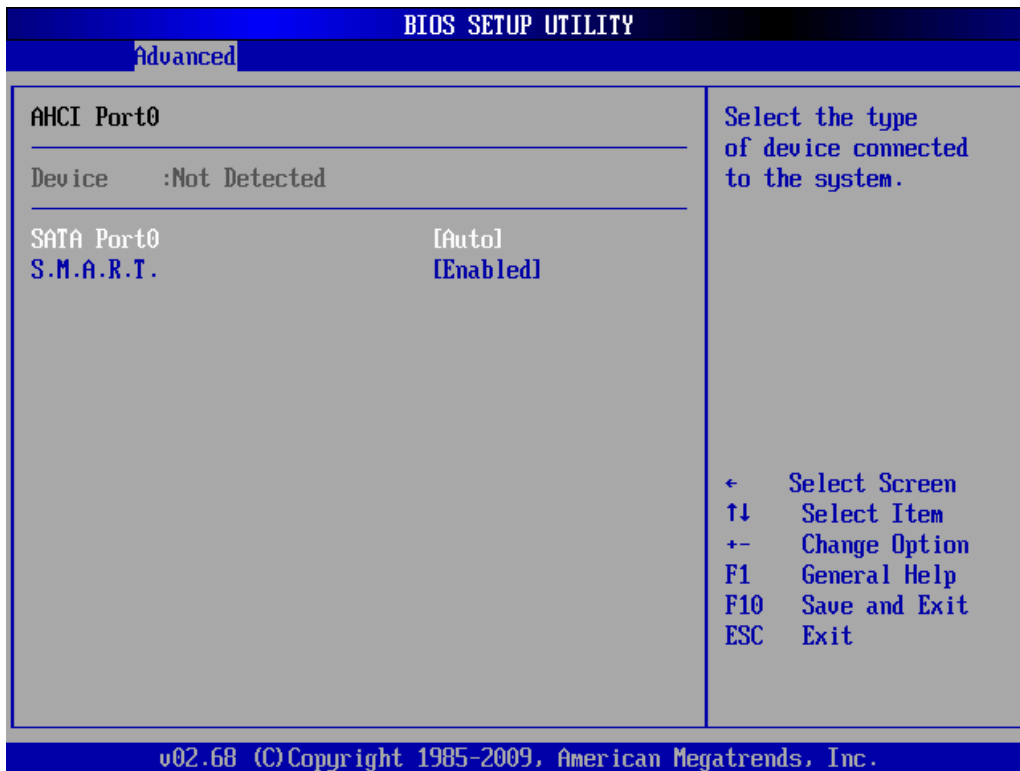 BIOS SETUP UTILITY
Advanced
AHCI Port0
Device :Not Detected
SATA Port0 [Auto]
S.M.A.R.T. [Enabled]
Select the type
of device connected
to the system.
← Select Screen
↑↓ Select Item
+- Change Option
F1 General Help
F10 Save and Exit
ESC Exit
v02.68 (C)Copyright 1985-2009, American Megatrends, Inc.